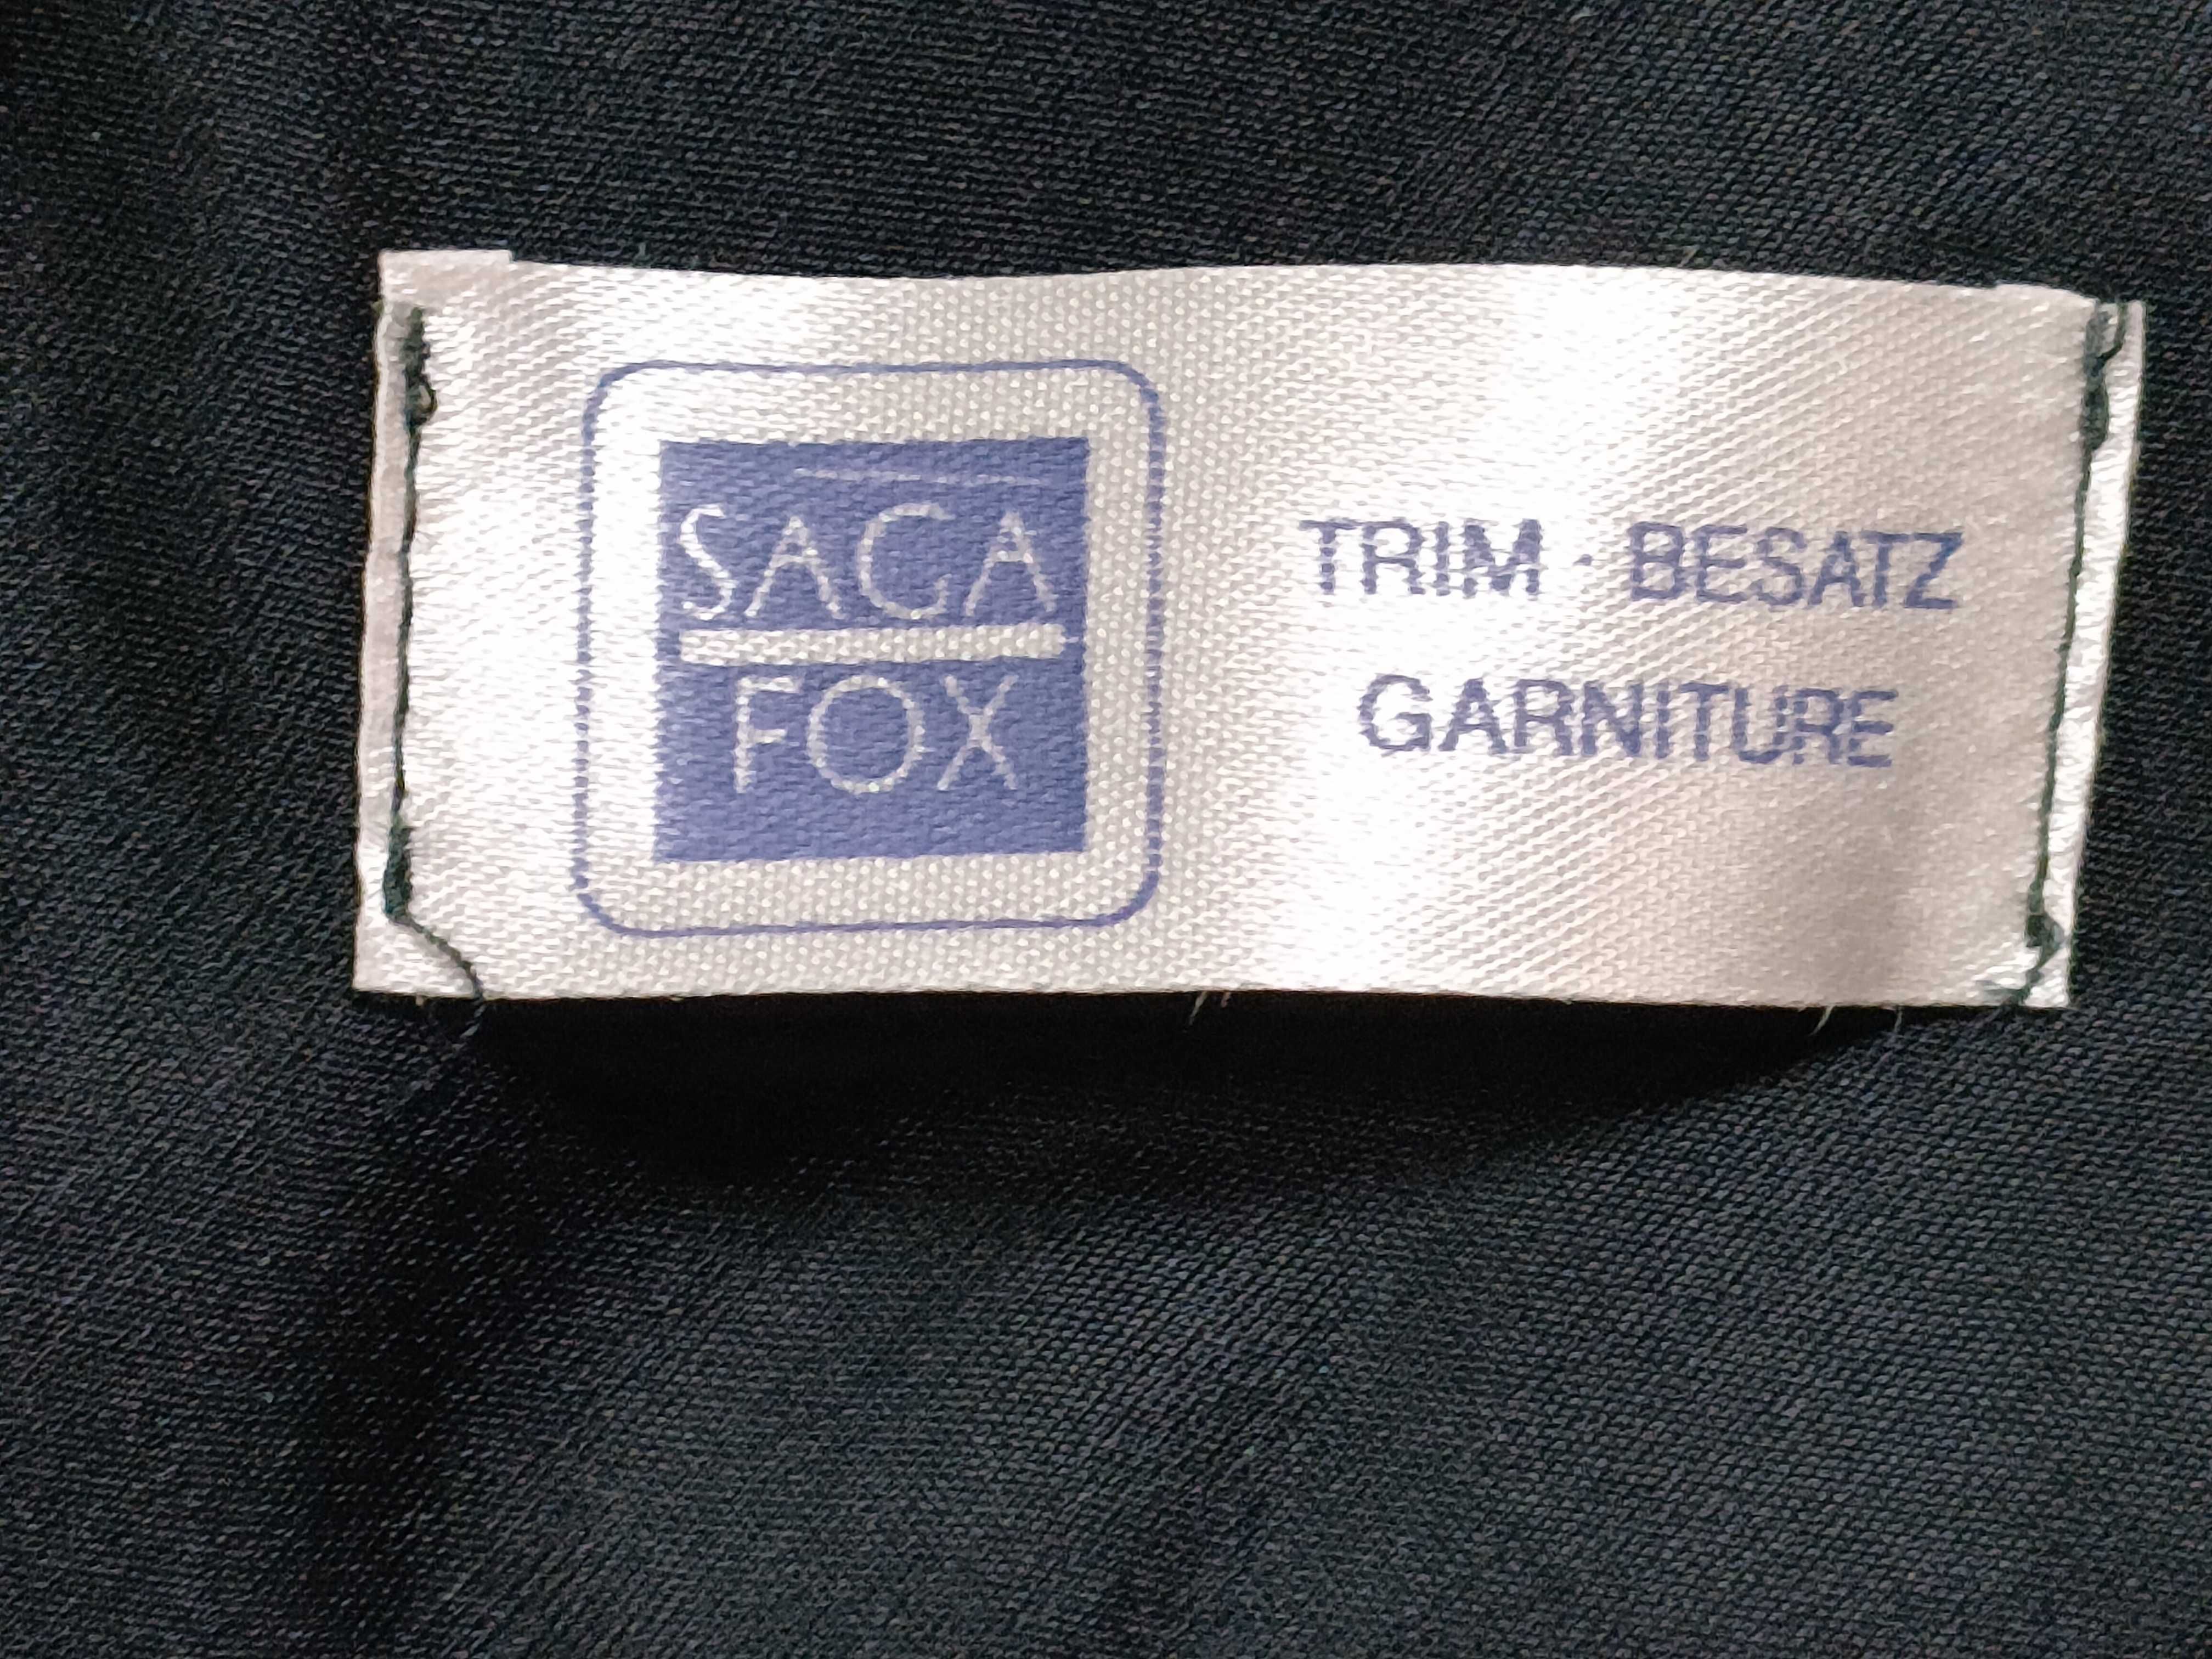 SAGA
FOX
TRIM · BESATZ
GARNITURE